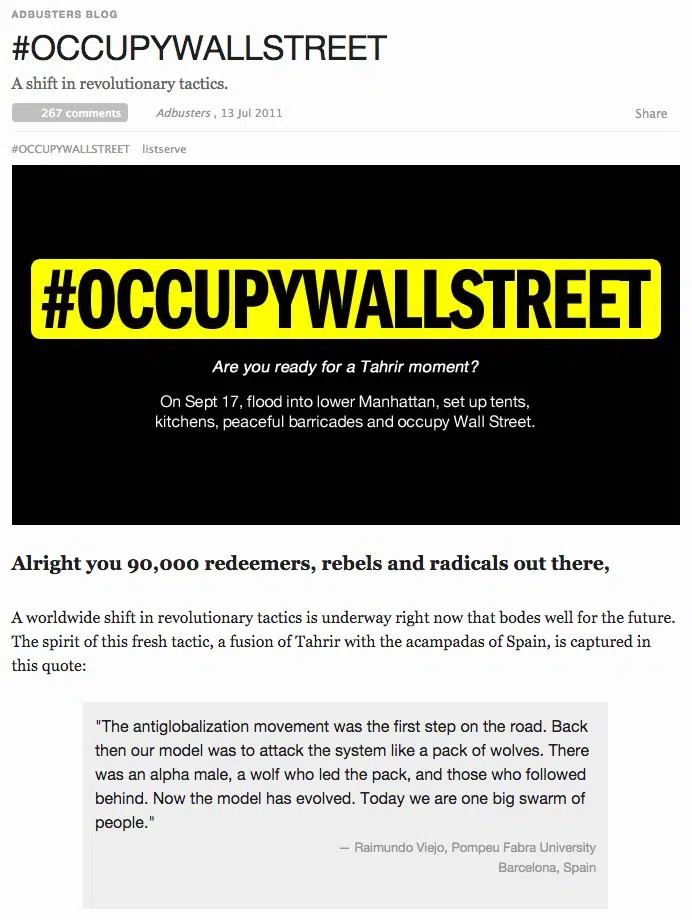 ADBUSTERS BLOG
#OCCUPYWALLSTREET
A shift in revolutionary tactics.
267 comments Adbusters , 13 Jul 2011 Share
#OCCUPYWALLSTREET listserve
#OCCUPYWALLSTREET
Are you ready for a Tahrir moment?
On Sept 17, flood into lower Manhattan, set up tents,
kitchens, peaceful barricades and occupy Wall Street.
Alright you 90,000 redeemers, rebels and radicals out there,
A worldwide shift in revolutionary tactics is underway right now that bodes well for the future.
The spirit of this fresh tactic, a fusion of Tahrir with the acampadas of Spain, is captured in
this quote:
"The antiglobalization movement was the first step on the road. Back
then our model was to attack the system like a pack of wolves. There
was an alpha male, a wolf who led the pack, and those who followed
behind. Now the model has evolved. Today we are one big swarm of
people."
— Raimundo Viejo, Pompeu Fabra University
Barcelona, Spain